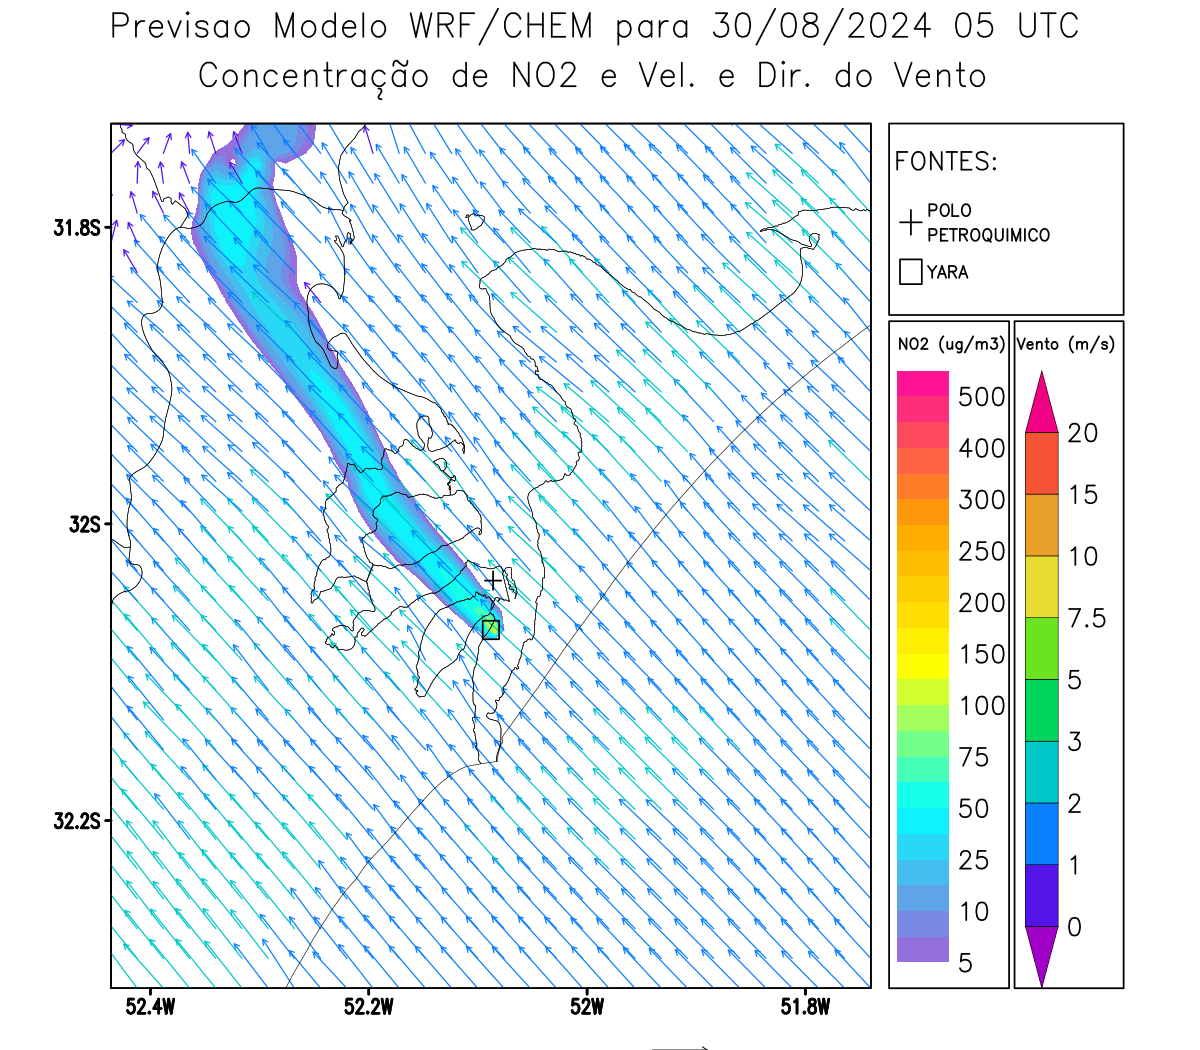 Previsao Modelo WRF/CHEM para 30/08/2024 05 UTC
Concentração de NO2 e Vel. e Dir. do Vento
FONTES:
POLO
PETROQUIMICO
YARA
NO2 (ug/m3)
500
400
300
250
200
150
100
75
50
25
10
5
Vento (m/s)
20
15
10
7.5
5
3
2
1
0
31.8S
32S
32.2S
52.4W
52.2W
52W
51.8W